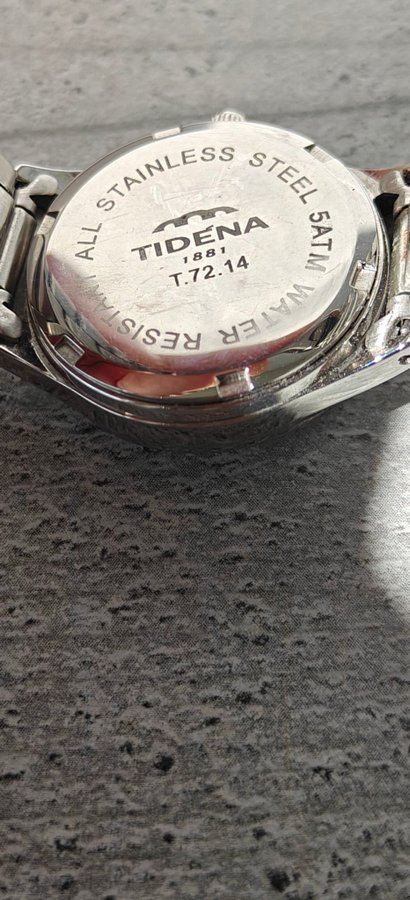 ALL STAINLESS STEEL 5ATM WATER RESISTANT
TIDENA
1881
T.72.14